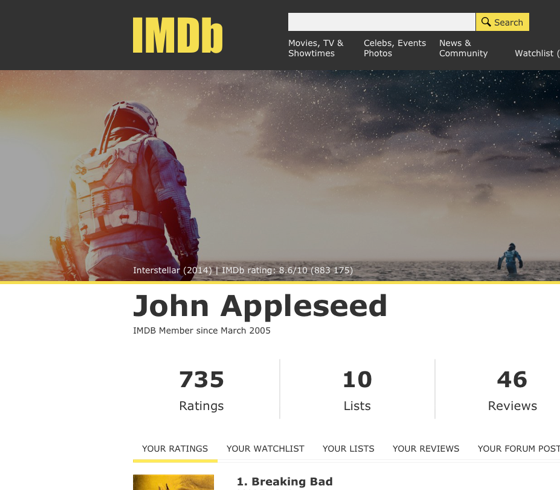 IMDb
Search
Movies, TV &
Showtimes
Celebs, Events
Photos
News &
Community
Watchlist (
Interstellar (2014) | IMDb rating: 8.6/10 (883 175)
John Appleseed
IMDB Member since March 2005
735
Ratings
10
Lists
46
Reviews
YOUR RATINGS YOUR WATCHLIST YOUR LISTS YOUR REVIEWS YOUR FORUM POST
1. Breaking Bad